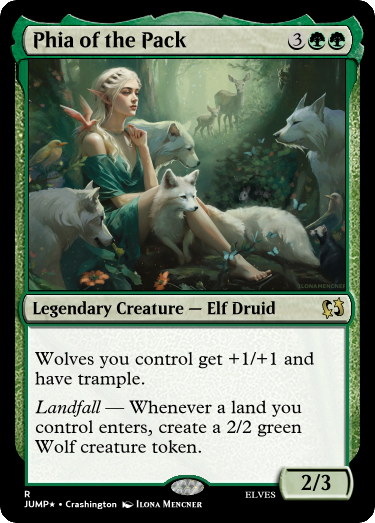 Phia of the Pack 3
ILONAMENCNER
Legendary Creature — Elf Druid
Wolves you control get +1/+1 and
have trample.
Landfall — Whenever a land you
control enters, create a 2/2 green
Wolf creature token.
2/3
R
JUMP★ • Crashington Ilona Mencner
ELVES